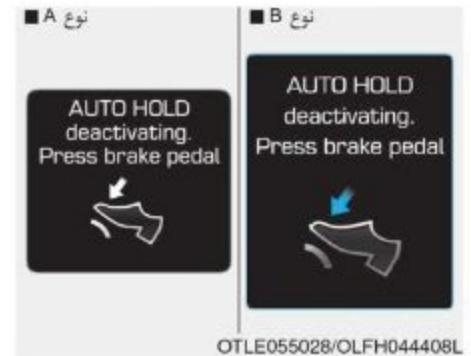 ■ A نوع
AUTO HOLD
deactivating.
Press brake pedal
■ B نوع
AUTO HOLD
deactivating.
Press brake pedal
OTLE055028/OLFH044408L